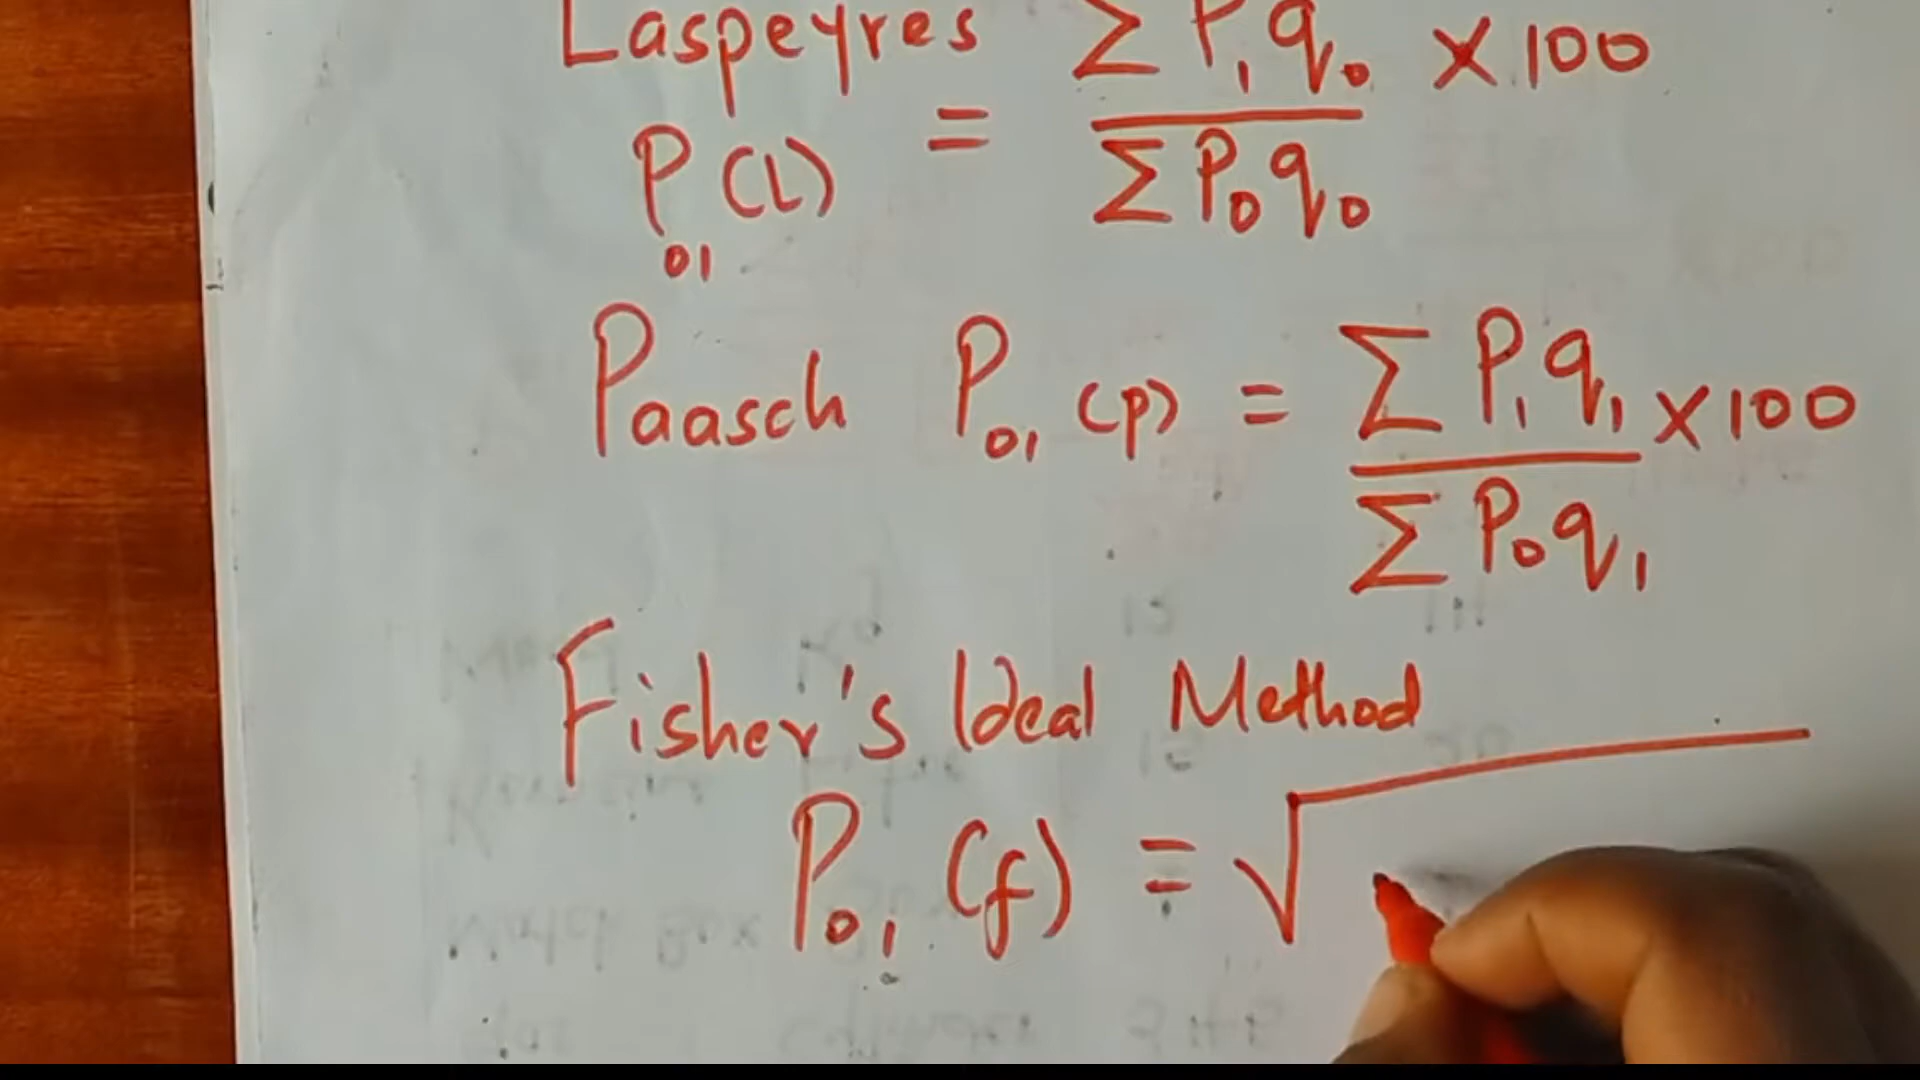 Laspeyres ΣP₁q₀ × 100
P₀₁(L) = ΣP₀q₀
Paasch P₀₁(p) = ΣP₁q₁ × 100
ΣP₀q₁
Fisher's Ideal Method
P₀₁(f) = √